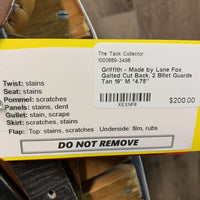 The Tack Collector
1000889-3498
Griffith - Made by Lane Fox
Galted Cut Back, 2 Billet Guards
Tan 19" M *4.75"
XEXNF8
$200.00
Twist: stains
Seat: stains
Pommel: scratches
Panels: stains, dent
Gullet: stain, scrape
Skirt: scratches, stains
Flap: Top: stains, scratches Underside: film, rubs
DO NOT REMOVE